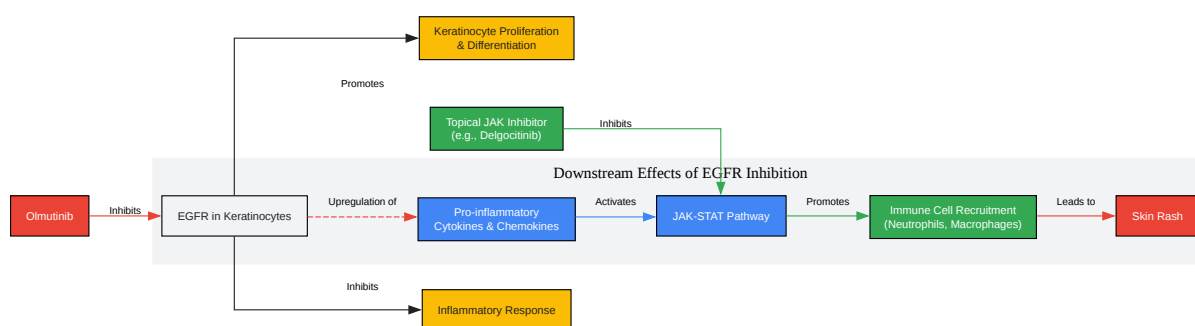 Keratinocyte Proliferation
& Differentiation
Promotes
Topical JAK Inhibitor
(e.g., Delgocitinib)
Inhibits
Downstream Effects of EGFR Inhibition
Olmutinib
Inhibits
EGFR in Keratinocytes
Upregulation of
Pro-inflammatory
Cytokines & Chemokines
Activates
JAK-STAT Pathway
Promotes
Immune Cell Recruitment
(Neutrophils, Macrophages)
Leads to
Skin Rash
Inhibits
Inflammatory Response